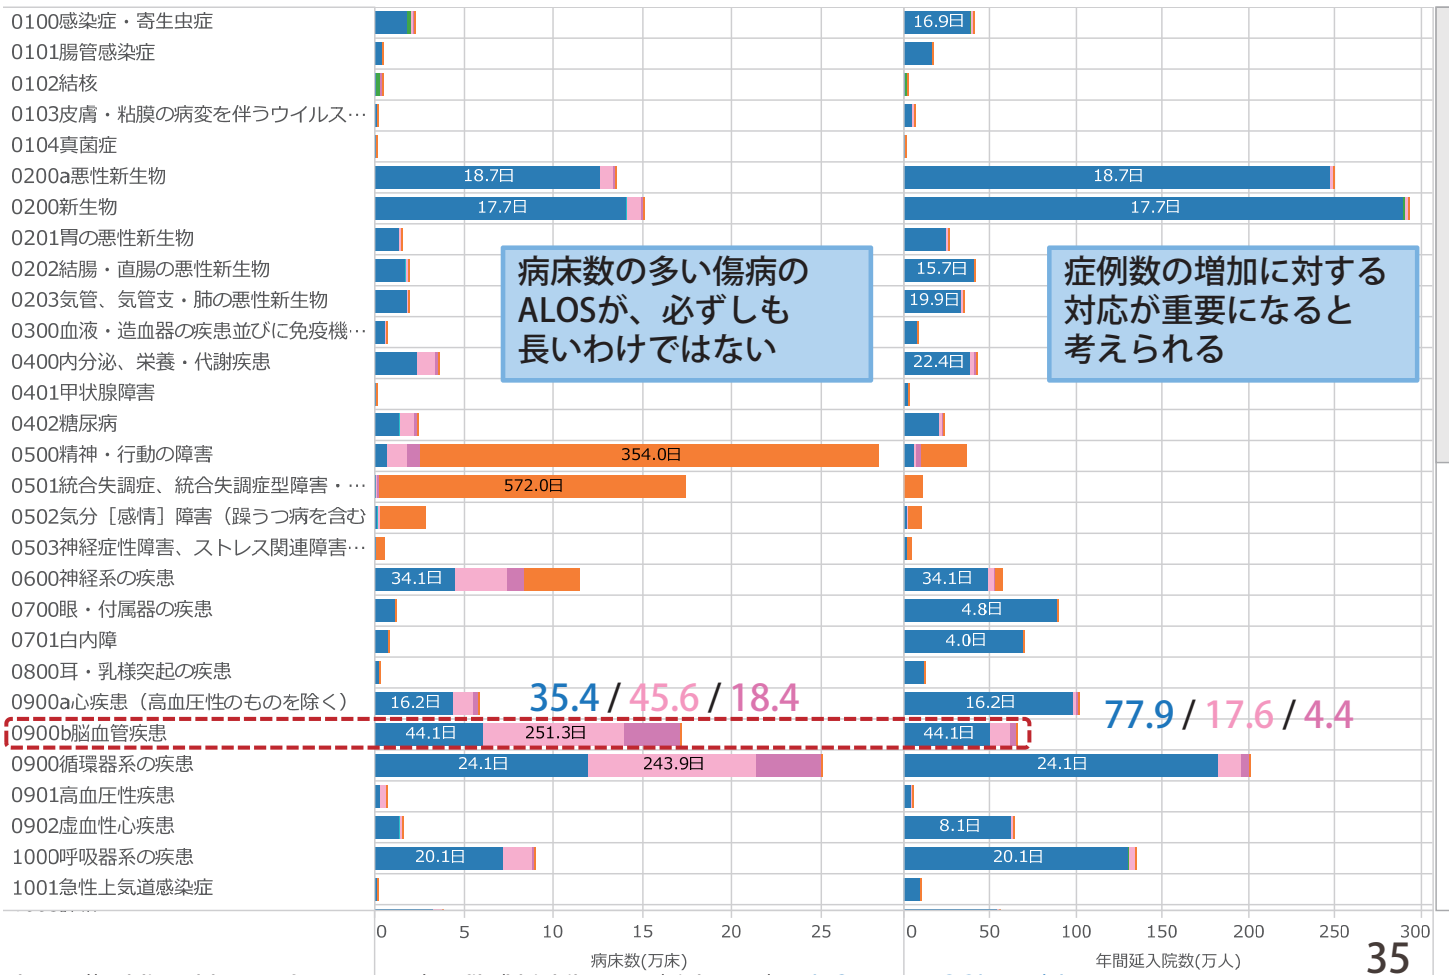 0100感染症・寄生虫症 16.9日
0101腸管感染症
0102結核
0103皮膚・粘膜の病変を伴うウイルス…
0104真菌症
0200a悪性新生物 18.7日 18.7日
0200新生物 17.7日 17.7日
0201胃の悪性新生物
0202結腸・直腸の悪性新生物 15.7日
0203気管、気管支・肺の悪性新生物 19.9日
0300血液・造血器の疾患並びに免疫機…
0400内分泌、栄養・代謝疾患 22.4日
病床数の多い傷病の
ALOSが、必ずしも
長いわけではない
症例数の増加に対する
対応が重要になると
考えられる
0401甲状腺障害
0402糖尿病
0500精神・行動の障害 354.0日
0501統合失調症、統合失調症型障害・… 572.0日
0502気分［感情］障害（躁うつ病を含む
0503神経症性障害、ストレス関連障害…
0600神経系の疾患 34.1日 34.1日
0700眼・付属器の疾患 4.8日
0701白内障 4.0日
0800耳・乳様突起の疾患
0900a心疾患（高血圧性のものを除く） 16.2日 16.2日
35.4 / 45.6 / 18.4
77.9 / 17.6 / 4.4
0900b脳血管疾患 44.1日 251.3日 44.1日
0900循環器系の疾患 24.1日 243.9日 24.1日
0901高血圧性疾患
0902虚血性心疾患 8.1日
1000呼吸器系の疾患 20.1日 20.1日
1001急性上気道感染症
0 5 10 15 20 25 0 50 100 150 200 250 300
病床数(万床) 年間延入院数(万人)
35